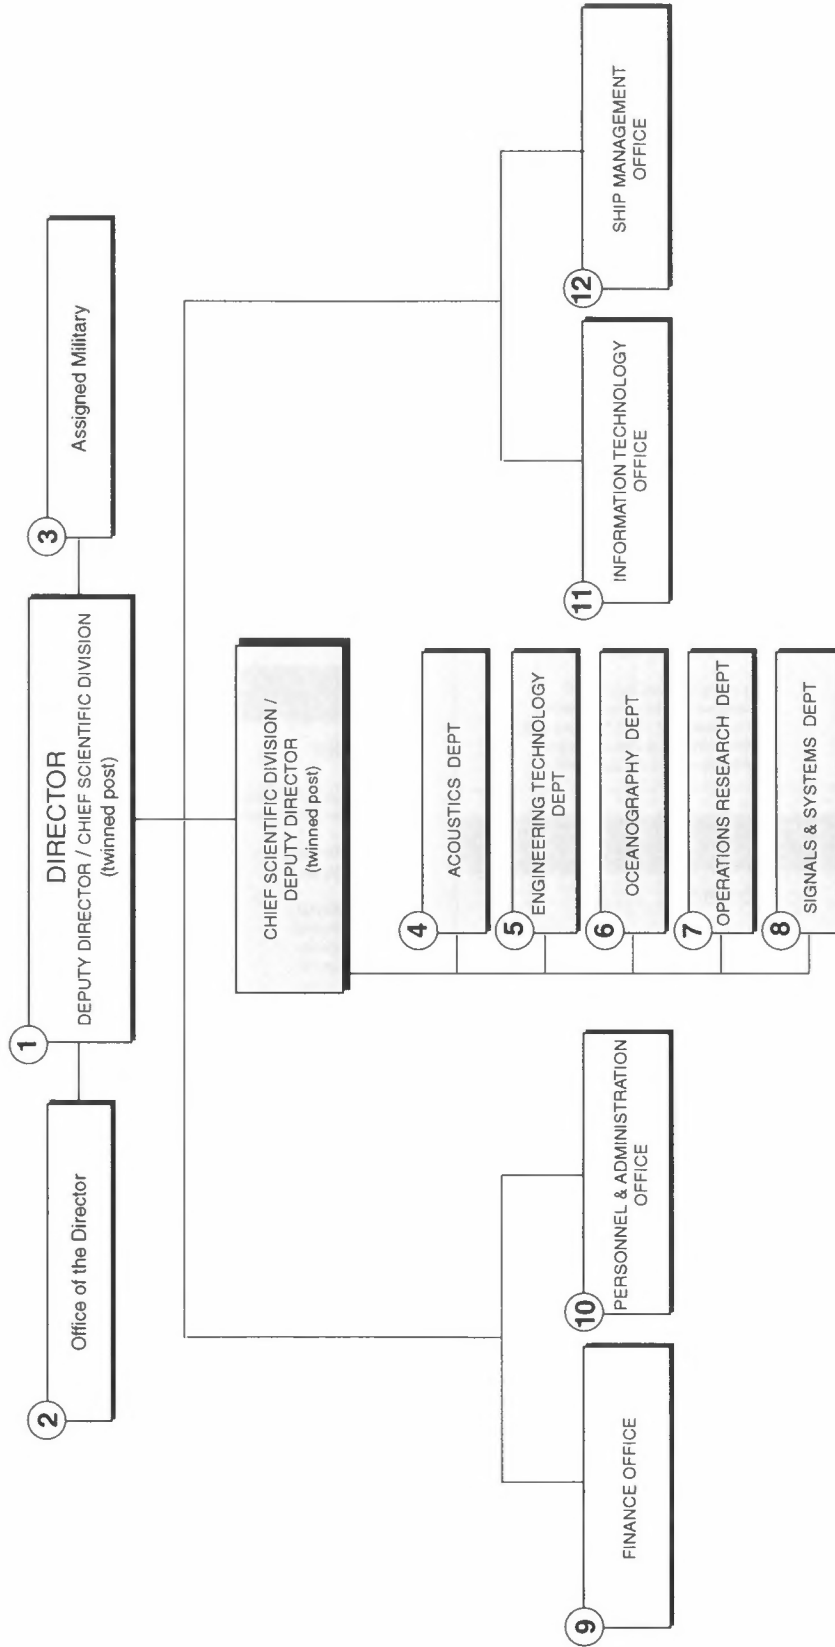 1
DIRECTOR
DEPUTY DIRECTOR / CHIEF SCIENTIFIC DIVISION
(twinned post)
2
Office of the Director
3
Assigned Military
CHIEF SCIENTIFIC DIVISION /
DEPUTY DIRECTOR
(twinned post)
4
ACOUSTICS DEPT
5
ENGINEERING TECHNOLOGY
DEPT
6
OCEANOGRAPHY DEPT
7
OPERATIONS RESEARCH DEPT
8
SIGNALS & SYSTEMS DEPT
9
FINANCE OFFICE
10
PERSONNEL & ADMINISTRATION
OFFICE
11
INFORMATION TECHNOLOGY
OFFICE
12
SHIP MANAGEMENT
OFFICE